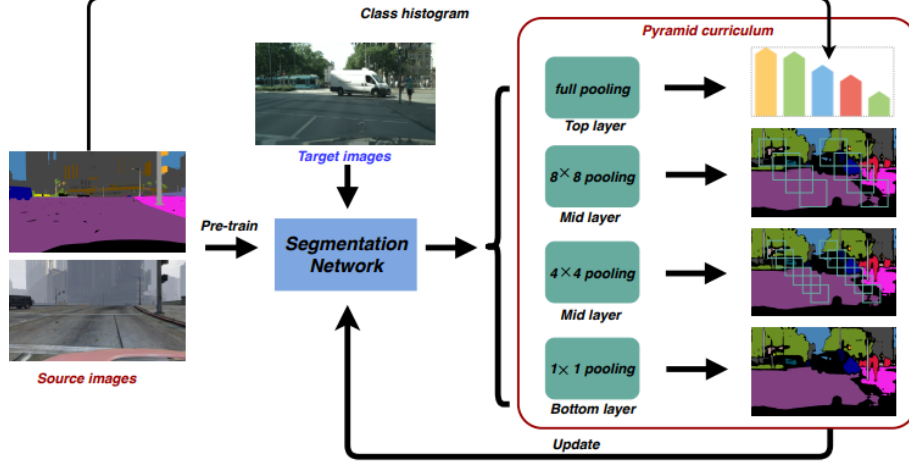 Class histogram
Pyramid curriculum
full pooling
Top layer
Target images
8×8 pooling
Mid layer
Pre-train
Segmentation
Network
4×4 pooling
Mid layer
Source images
1×1 pooling
Bottom layer
Update